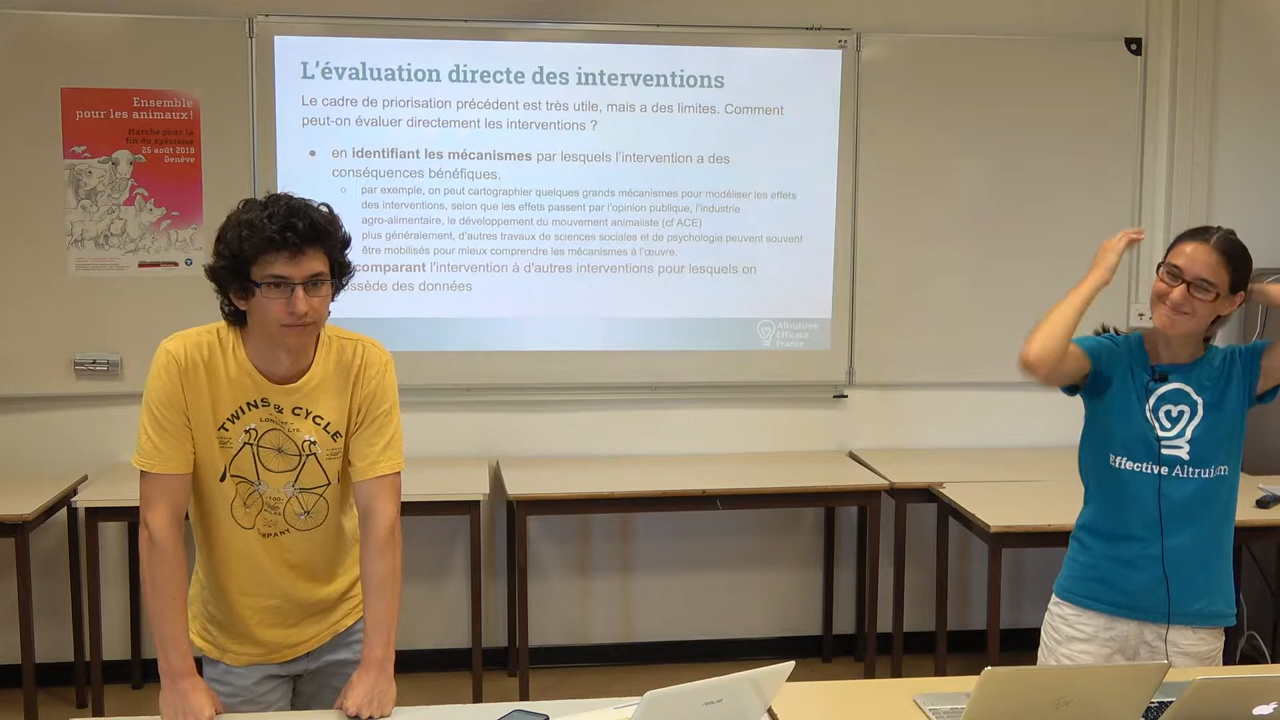 Ensemble
pour les animaux!
Marche pour la
fin du spécisme
25 août 2018
Genève
L'évaluation directe des interventions
Le cadre de priorisation précédent est très utile, mais a des limites. Comment
peut-on évaluer directement les interventions ?
en identifiant les mécanismes par lesquels l'intervention a des
conséquences bénéfiques.
par exemple, on peut cartographier quelques grands mécanismes pour modéliser les effets
des interventions, selon que les effets passent par l'opinion publique, l'industrie
agro-alimentaire, le développement du mouvement animaliste (cf ACE)
plus généralement, d'autres travaux de sciences sociales et de psychologie peuvent souvent
être mobilisés pour mieux comprendre les mécanismes à l'œuvre.
comparant l'intervention à d'autres interventions pour lesquels on
ossède des données
Altruisme
Efficace
France
TWINS & CYCLE
LTC.
100
Effective Altruism
ASUS